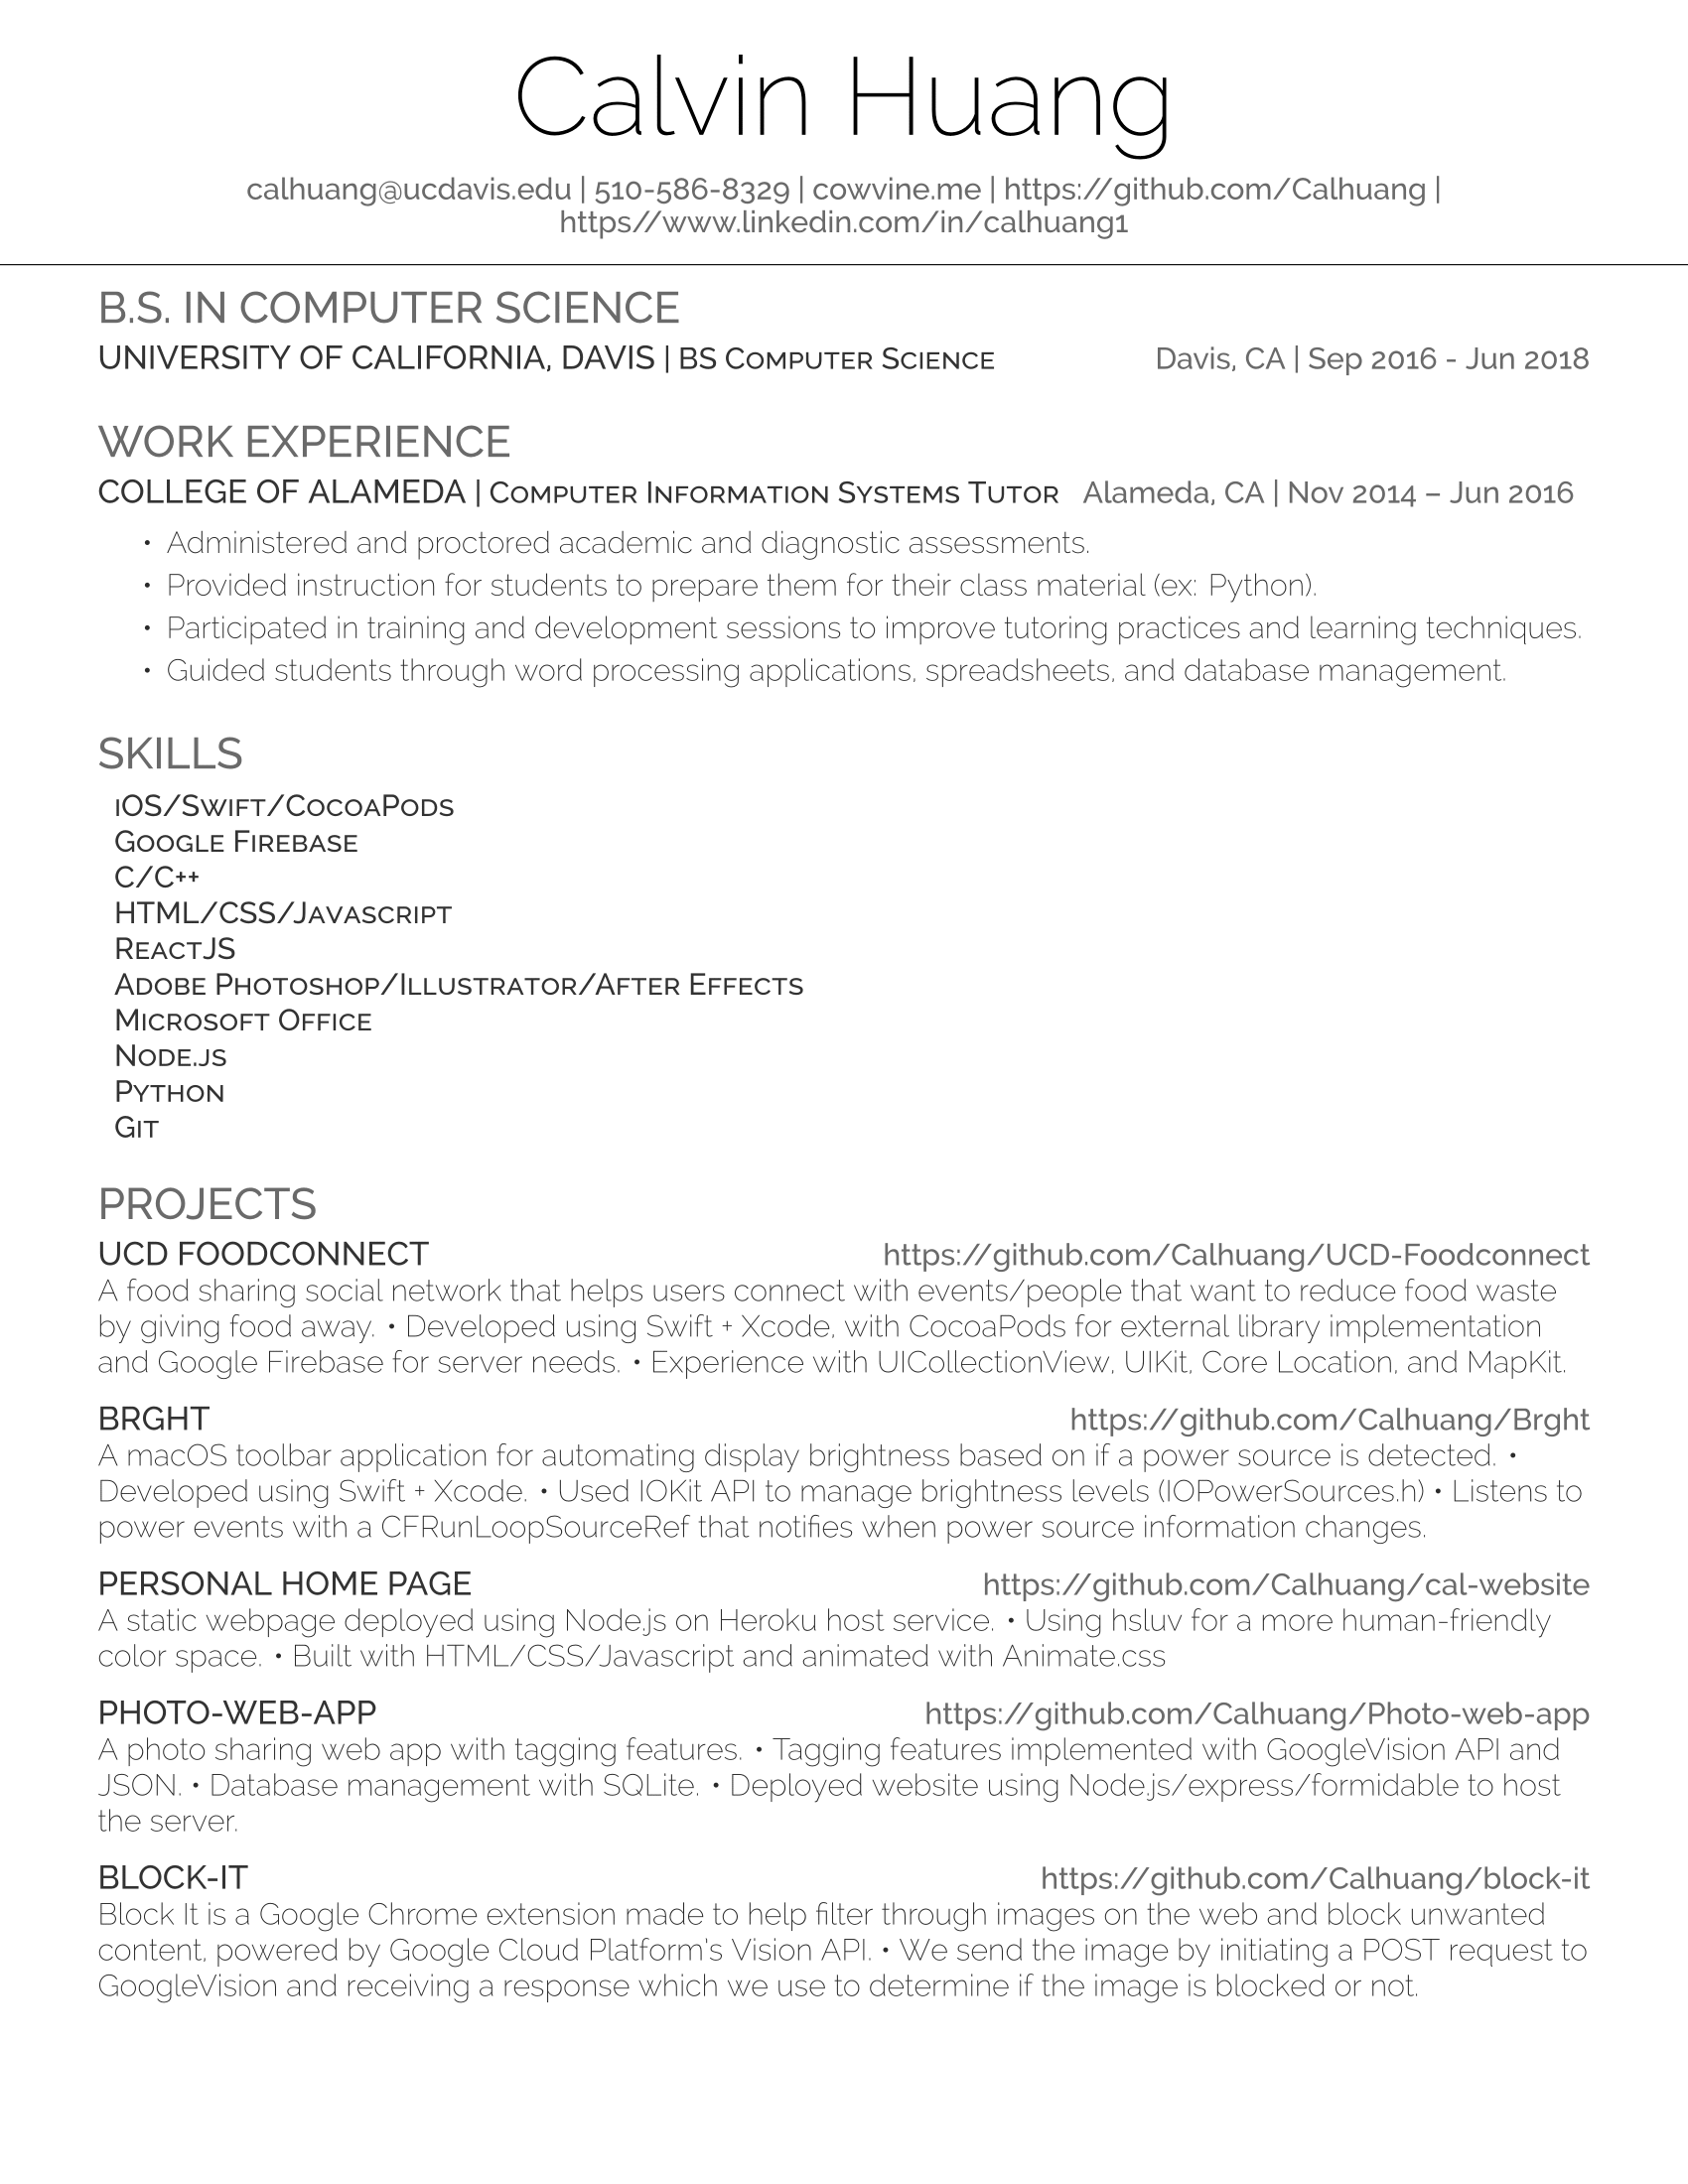 Calvin Huang
calhuang@ucdavis.edu | 510-586-8329 | cowvine.me | https://github.com/Calhuang |
https//www.linkedin.com/in/calhuang1
B.S. IN COMPUTER SCIENCE
UNIVERSITY OF CALIFORNIA, DAVIS | BS Computer Science Davis, CA | Sep 2016 - Jun 2018
WORK EXPERIENCE
COLLEGE OF ALAMEDA | Computer Information Systems Tutor Alameda, CA | Nov 2014 – Jun 2016
• Administered and proctored academic and diagnostic assessments.
• Provided instruction for students to prepare them for their class material (ex: Python).
• Participated in training and development sessions to improve tutoring practices and learning techniques.
• Guided students through word processing applications, spreadsheets, and database management.
SKILLS
iOS/Swift/CocoaPods
Google Firebase
C/C++
HTML/CSS/Javascript
ReactJS
Adobe Photoshop/Illustrator/After Effects
Microsoft Office
Node.js
Python
Git
PROJECTS
UCD FOODCONNECT https://github.com/Calhuang/UCD-Foodconnect
A food sharing social network that helps users connect with events/people that want to reduce food waste
by giving food away. • Developed using Swift + Xcode, with CocoaPods for external library implementation
and Google Firebase for server needs. • Experience with UICollectionView, UIKit, Core Location, and MapKit.
BRGHT https://github.com/Calhuang/Brght
A macOS toolbar application for automating display brightness based on if a power source is detected. •
Developed using Swift + Xcode. • Used IOKit API to manage brightness levels (IOPowerSources.h) • Listens to
power events with a CFRunLoopSourceRef that notifies when power source information changes.
PERSONAL HOME PAGE https://github.com/Calhuang/cal-website
A static webpage deployed using Node.js on Heroku host service. • Using hsluv for a more human-friendly
color space. • Built with HTML/CSS/Javascript and animated with Animate.css
PHOTO-WEB-APP https://github.com/Calhuang/Photo-web-app
A photo sharing web app with tagging features. • Tagging features implemented with GoogleVision API and
JSON. • Database management with SQLite. • Deployed website using Node.js/express/formidable to host
the server.
BLOCK-IT https://github.com/Calhuang/block-it
Block It is a Google Chrome extension made to help filter through images on the web and block unwanted
content, powered by Google Cloud Platform's Vision API. • We send the image by initiating a POST request to
GoogleVision and receiving a response which we use to determine if the image is blocked or not.